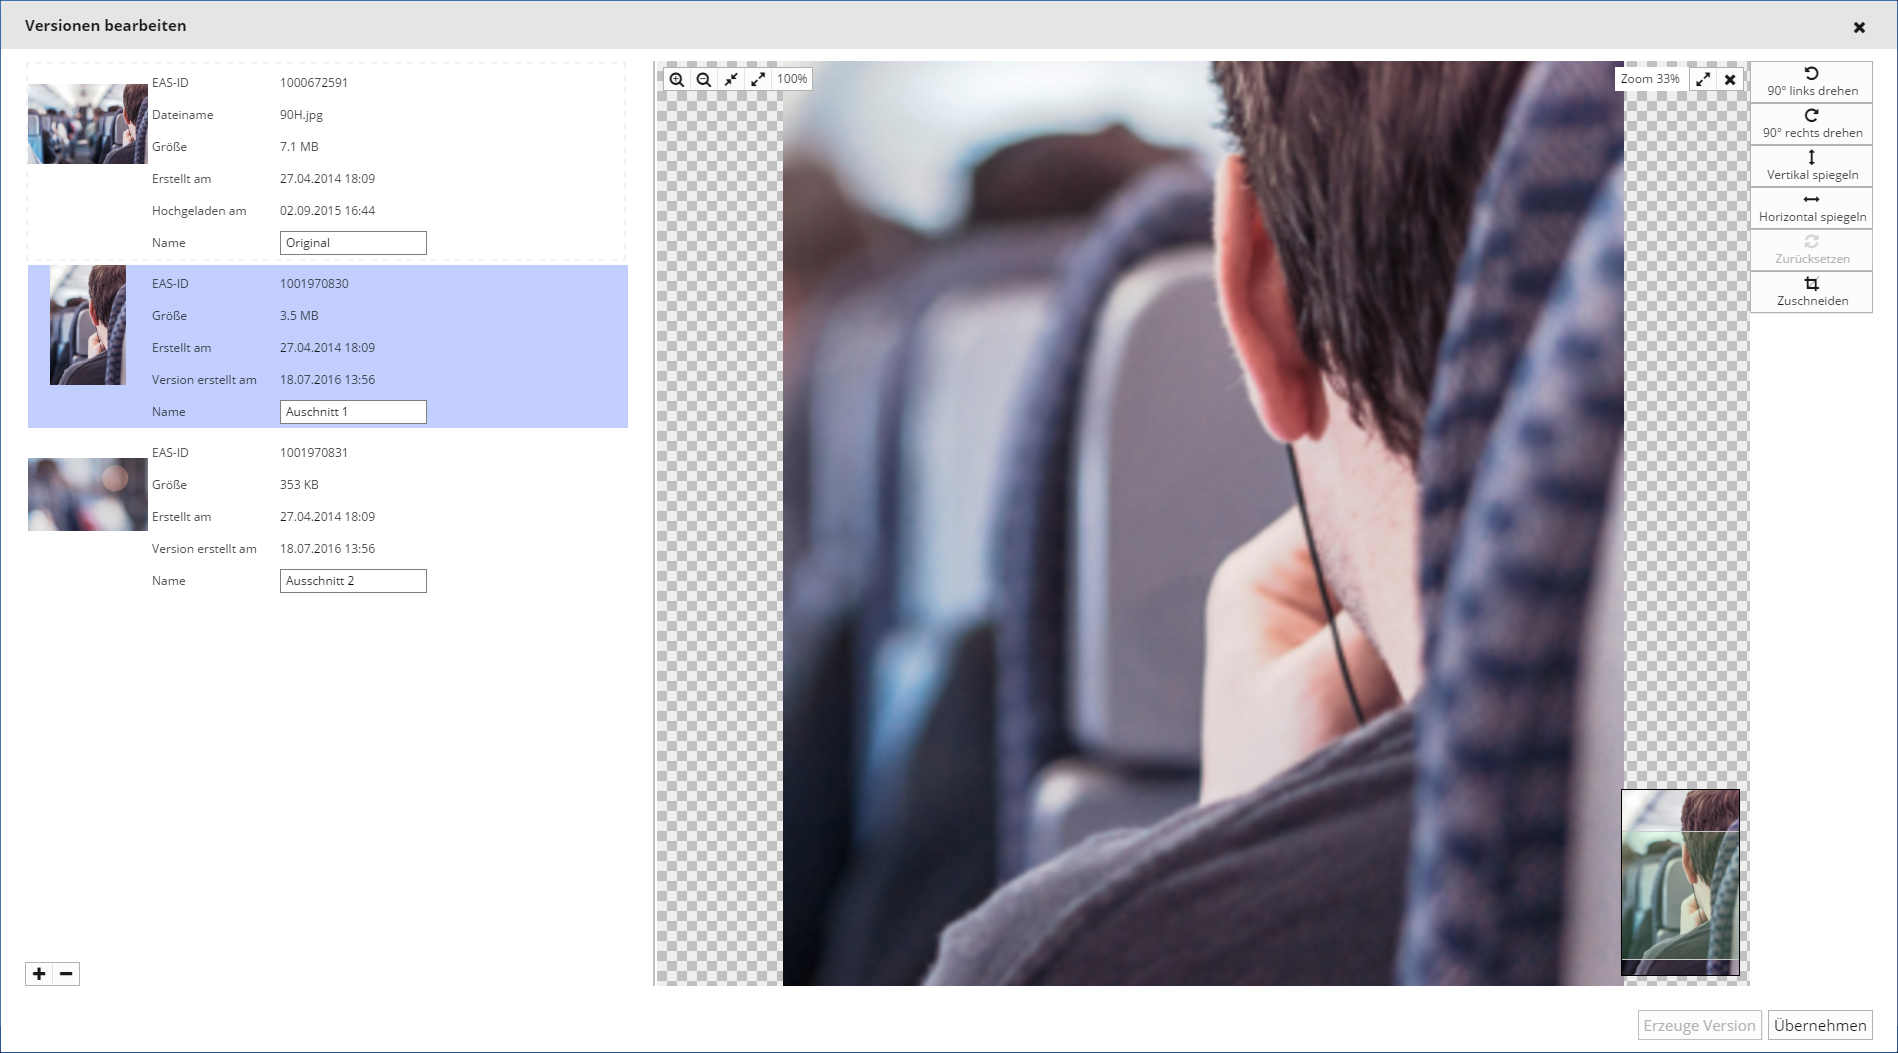 Versionen bearbeiten
EAS-ID 1000672591
Dateiname 90H.jpg
Größe 7.1 MB
Erstellt am 27.04.2014 18:09
Hochgeladen am 02.09.2015 16:44
Name Original
EAS-ID 1001970830
Größe 3.5 MB
Erstellt am 27.04.2014 18:09
Version erstellt am 18.07.2016 13:56
Name Auschnitt 1
EAS-ID 1001970831
Größe 353 KB
Erstellt am 27.04.2014 18:09
Version erstellt am 18.07.2016 13:56
Name Ausschnitt 2
100%
Zoom 33%
90° links drehen
90° rechts drehen
Vertikal spiegeln
Horizontal spiegeln
Zurücksetzen
Zuschneiden
Erzeuge Version
Übernehmen